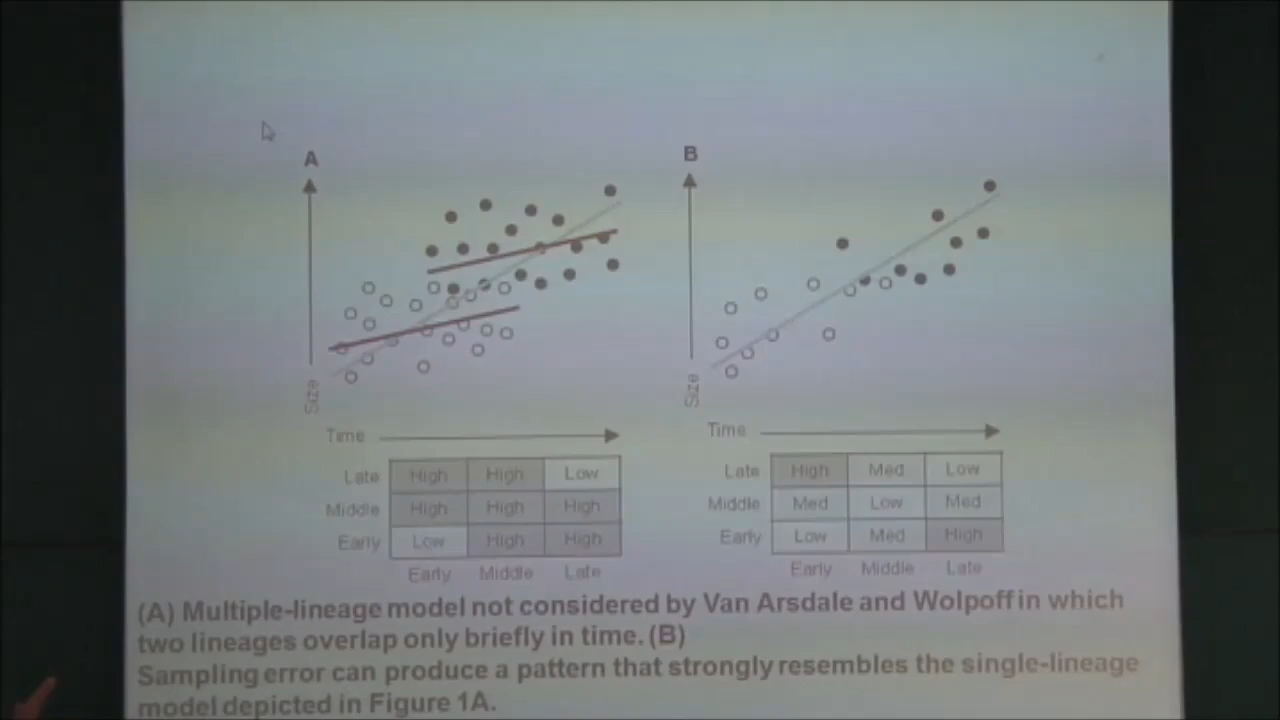 A
B
Size
Size
Time
Time
Late High High Low
Middle High High High
Early Low High High
Early Middle Late
Late High Med Low
Middle Med Low Med
Early Low Med High
Early Middle Late
(A) Multiple-lineage model not considered by Van Arsdale and Wolpoff in which
two lineages overlap only briefly in time. (B)
Sampling error can produce a pattern that strongly resembles the single-lineage
model depicted in Figure 1A.